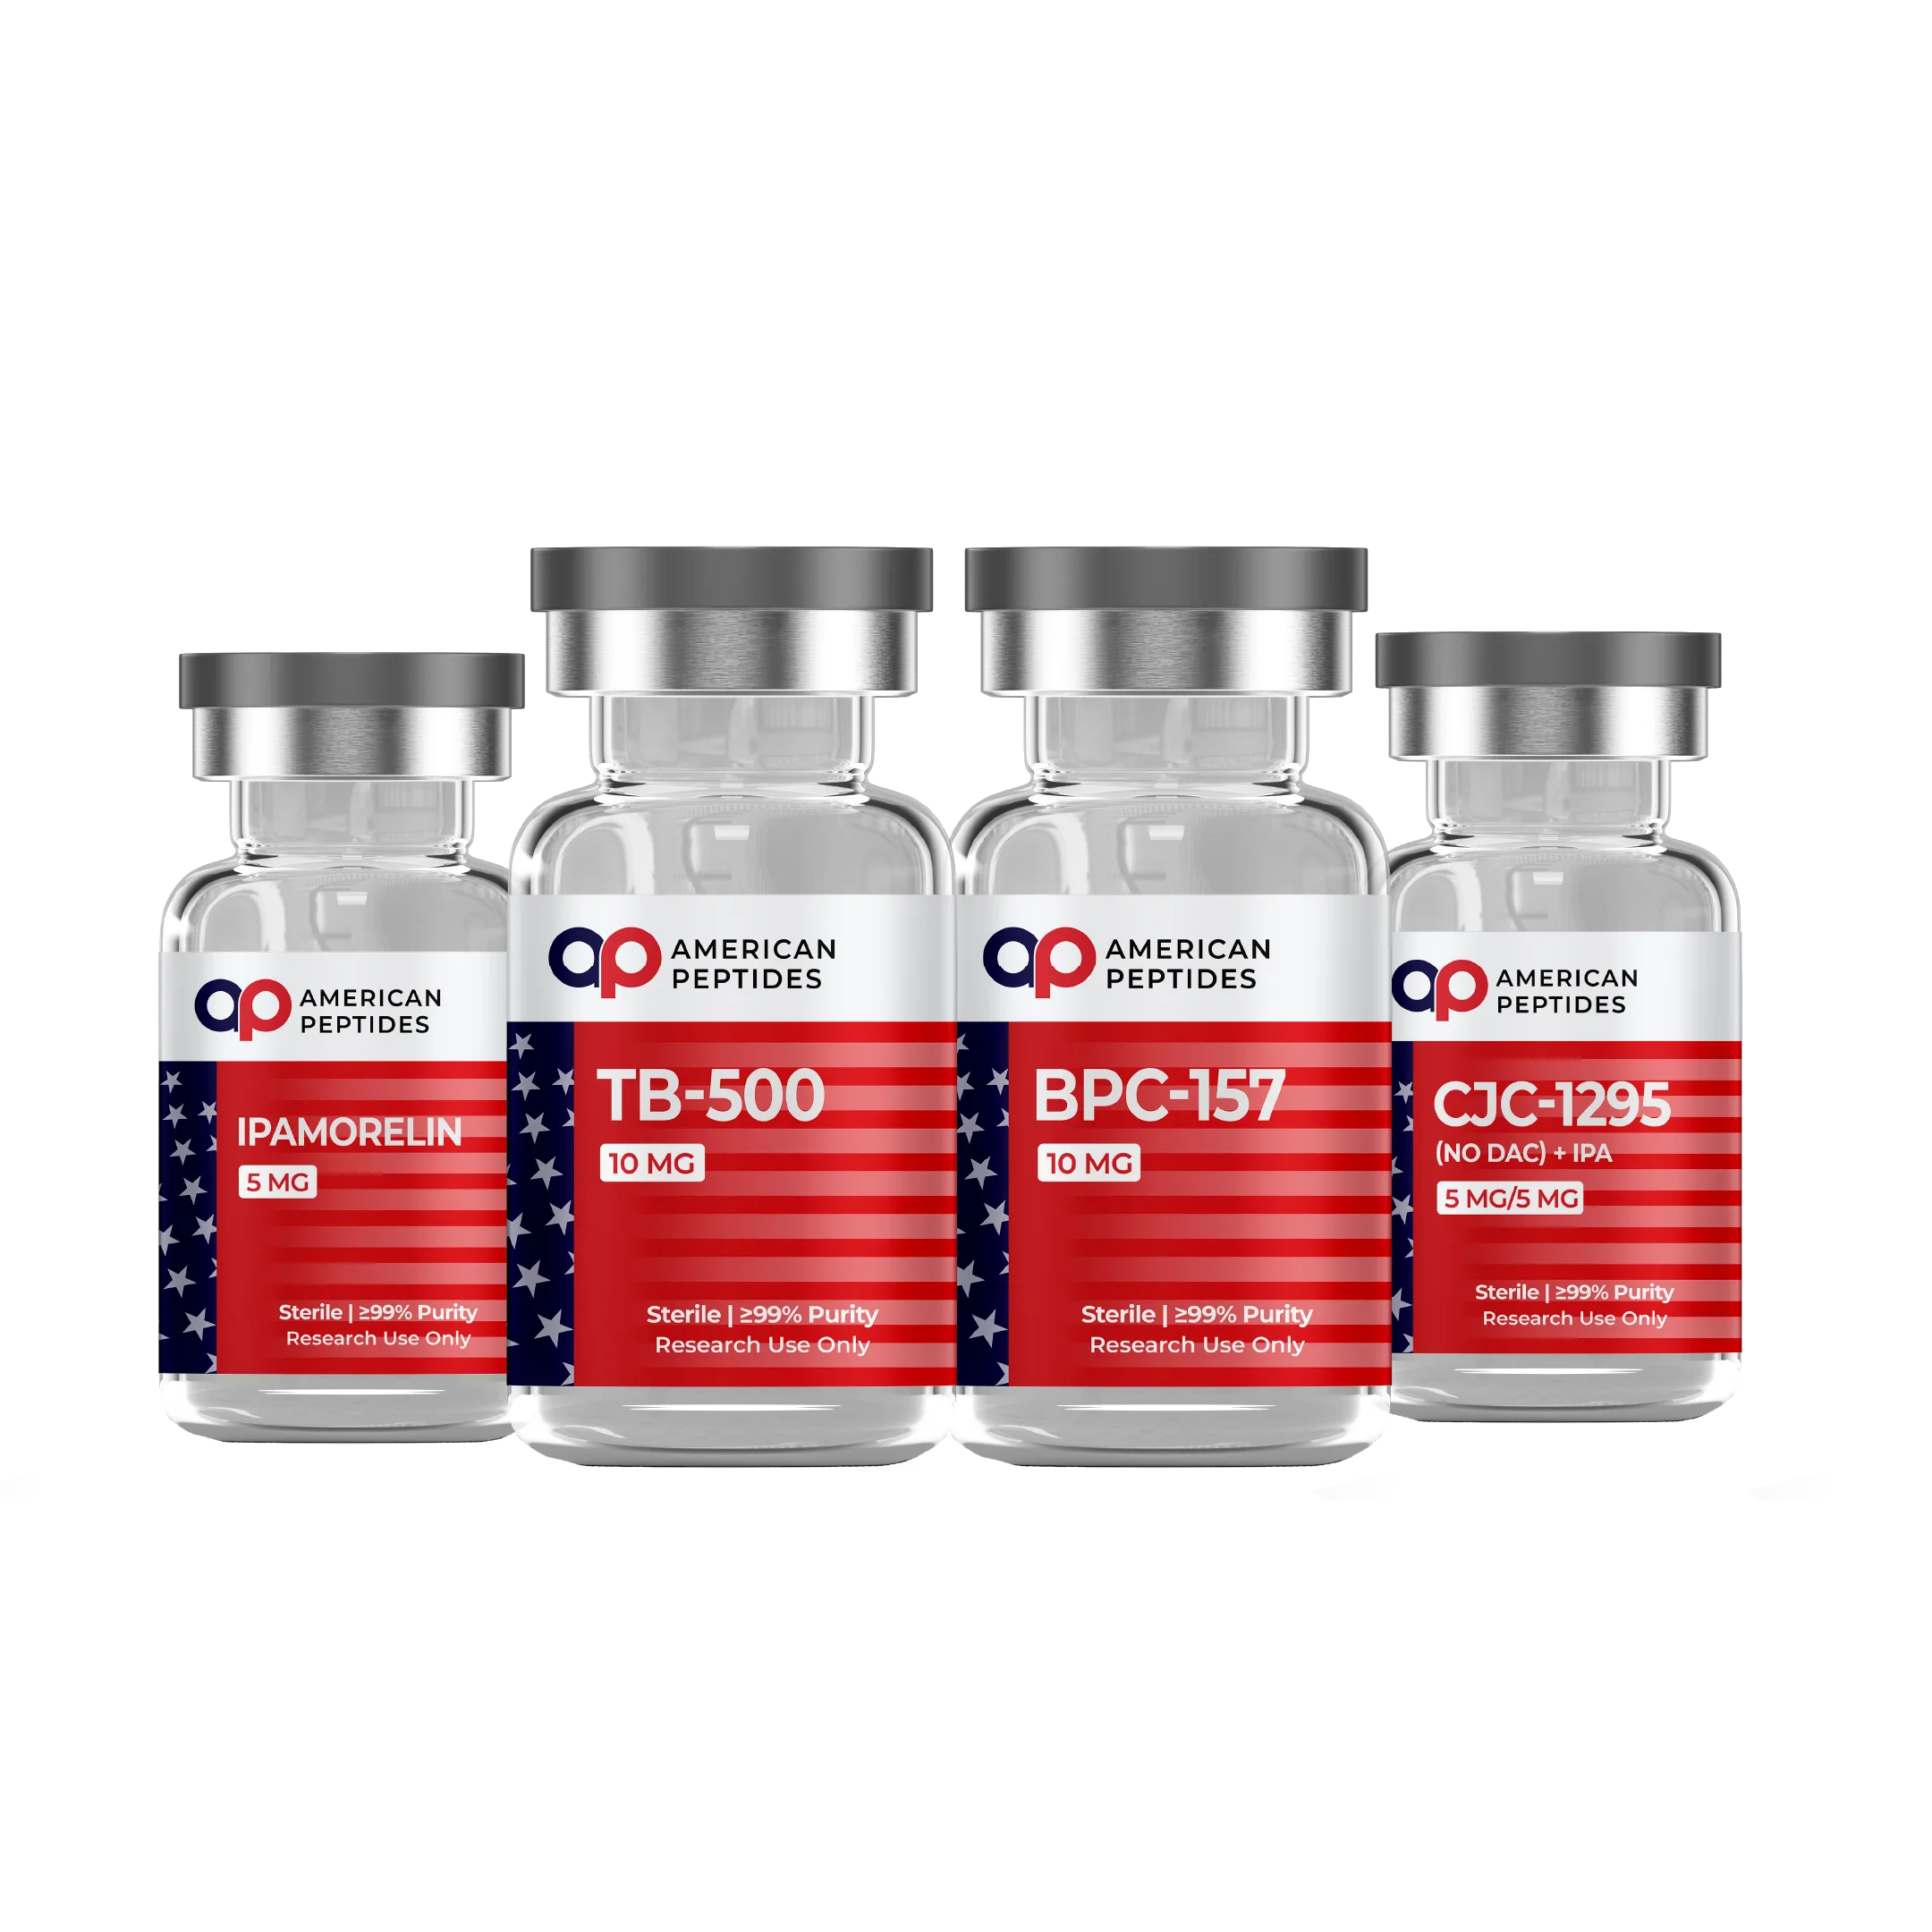 ap AMERICAN
PEPTIDES
IPAMORELIN
5 MG
Sterile | ≥99% Purity
Research Use Only
ap AMERICAN
PEPTIDES
TB-500
10 MG
Sterile | ≥99% Purity
Research Use Only
ap AMERICAN
PEPTIDES
BPC-157
10 MG
Sterile | ≥99% Purity
Research Use Only
ap AMERICAN
PEPTIDES
CJC-1295
(NO DAC) + IPA
5 MG/5 MG
Sterile | ≥99% Purity
Research Use Only